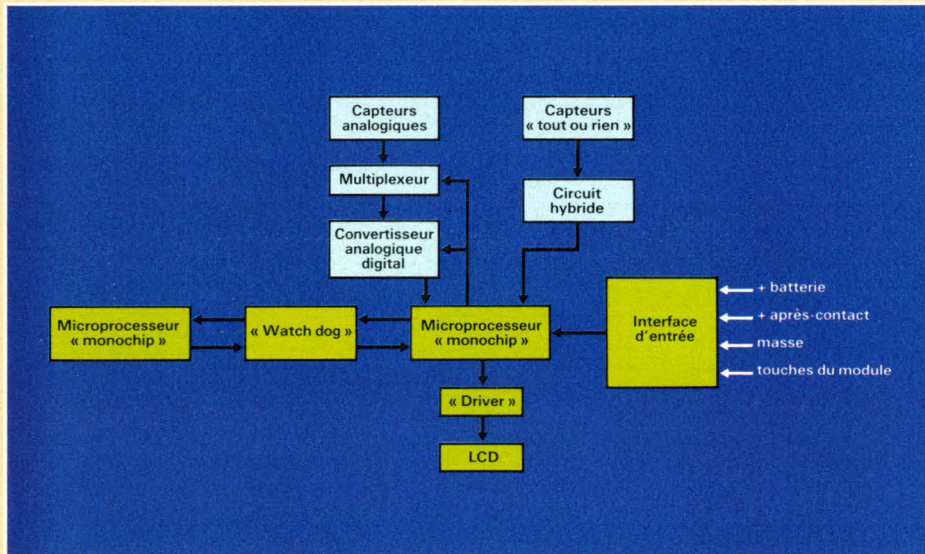 Capteurs
analogiques
Capteurs
« tout ou rien »
Multiplexeur
Circuit
hybride
Convertisseur
analogique
digital
Microprocesseur
« monochip »
« Watch dog »
Microprocesseur
« monochip »
Interface
d'entrée
+ batterie
+ après-contact
masse
touches du module
« Driver »
LCD